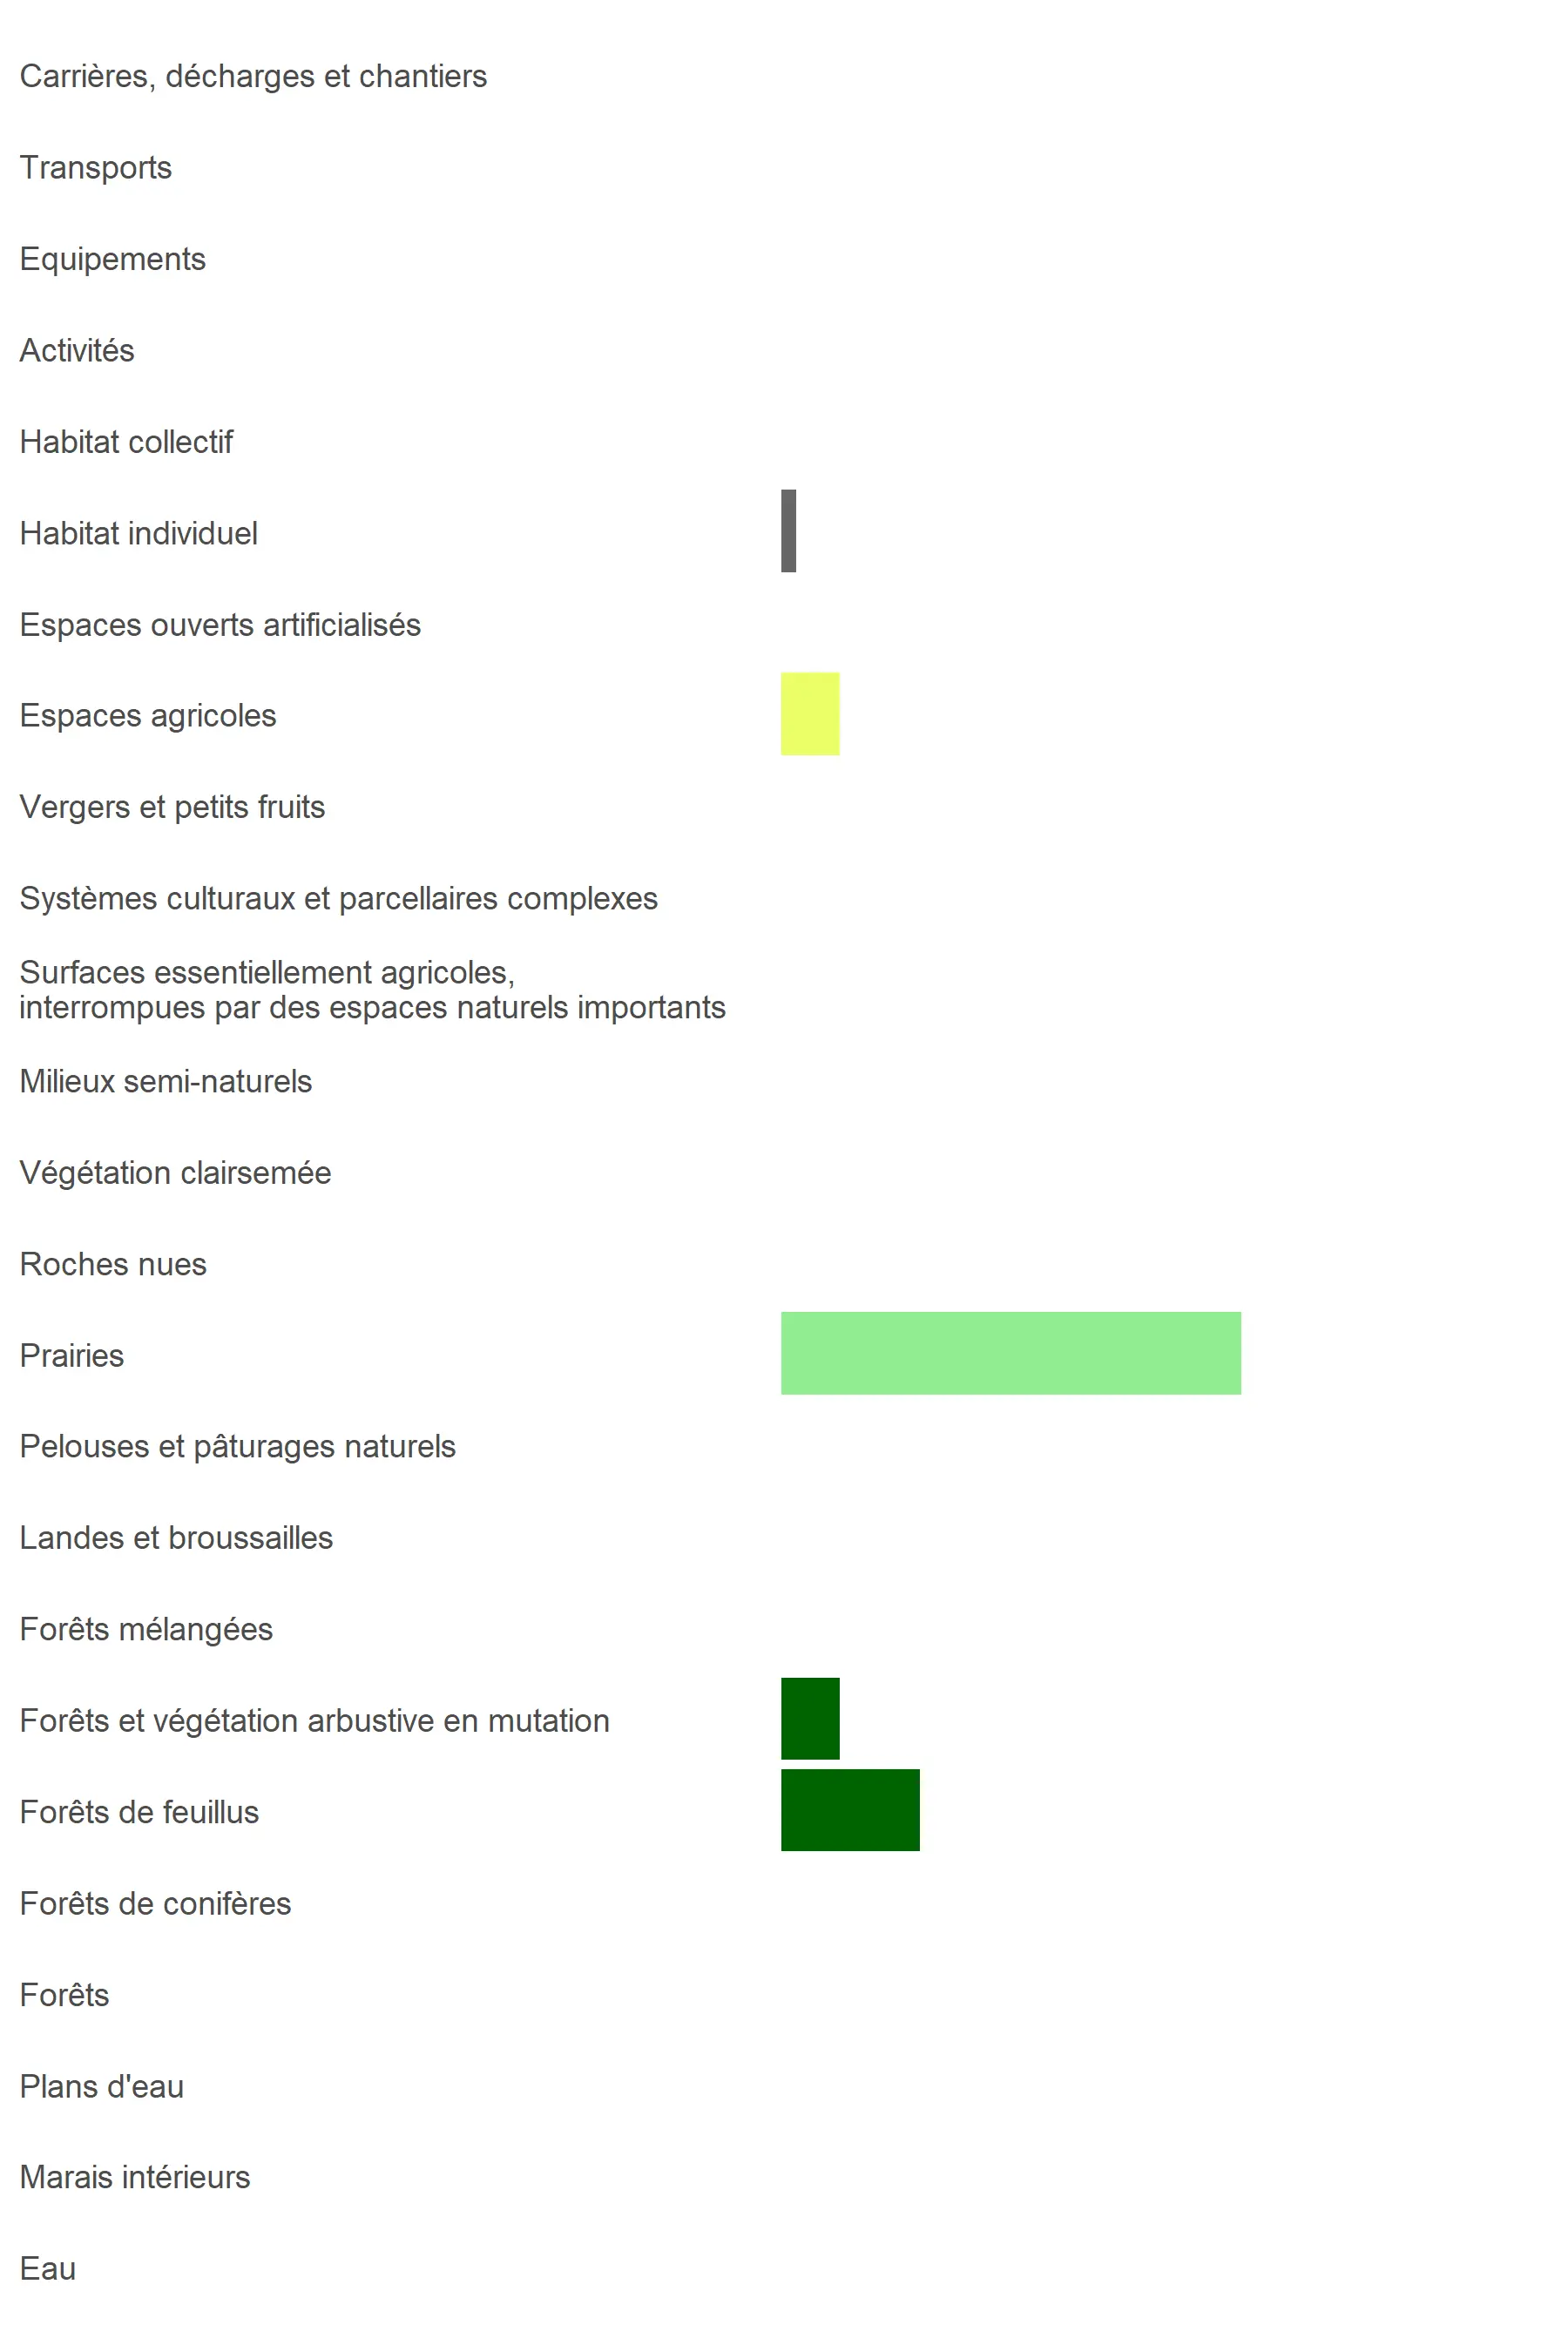 Carrières, décharges et chantiers
Transports
Equipements
Activités
Habitat collectif
Habitat individuel
Espaces ouverts artificialisés
Espaces agricoles
Vergers et petits fruits
Systèmes culturaux et parcellaires complexes
Surfaces essentiellement agricoles,
interrompues par des espaces naturels importants
Milieux semi-naturels
Végétation clairsemée
Roches nues
Prairies
Pelouses et pâturages naturels
Landes et broussailles
Forêts mélangées
Forêts et végétation arbustive en mutation
Forêts de feuillus
Forêts de conifères
Forêts
Plans d'eau
Marais intérieurs
Eau